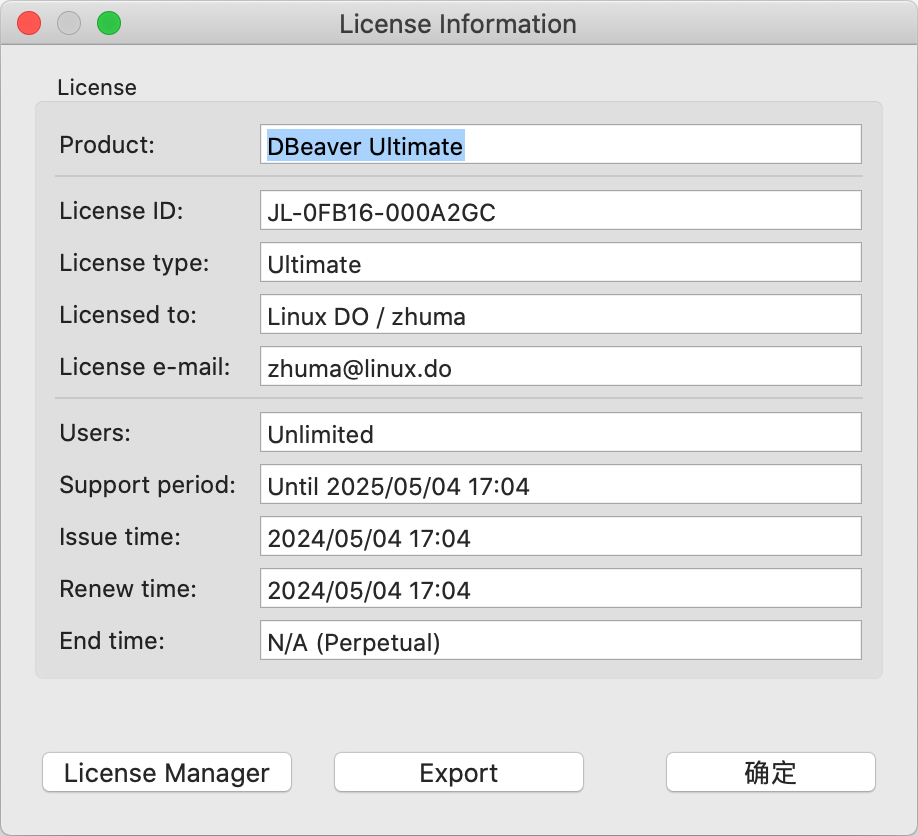 License Information
License
Product: DBeaver Ultimate
License ID: JL-0FB16-000A2GC
License type: Ultimate
Licensed to: Linux DO / zhuma
License e-mail: zhuma@linux.do
Users: Unlimited
Support period: Until 2025/05/04 17:04
Issue time: 2024/05/04 17:04
Renew time: 2024/05/04 17:04
End time: N/A (Perpetual)
License Manager Export 确定